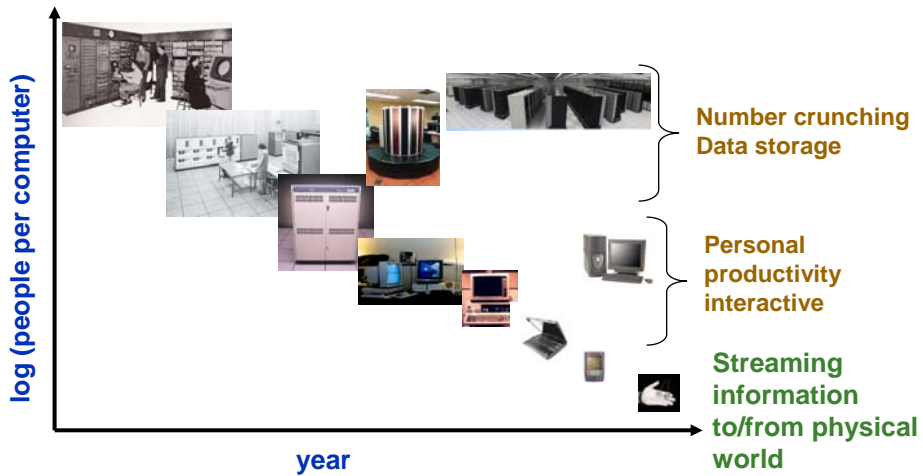 log (people per computer)
year
Number crunching
Data storage
Personal
productivity
interactive
Streaming
information
to/from physical
world